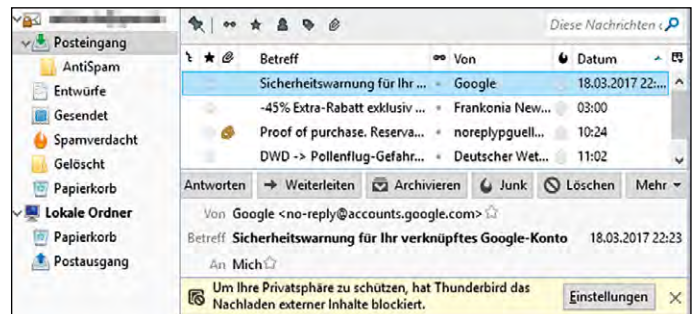 Posteingang
AntiSpam
Entwürfe
Gesendet
Spamverdacht
Gelöscht
Papierkorb
Lokale Ordner
Papierkorb
Postausgang
Diese Nachrichten
Betreff Von Datum
Sicherheitswarnung für Ihr ... Google 18.03.2017 22:...
-45% Extra-Rabatt exklusiv ... Frankonia New... 03:00
Proof of purchase. Reserva... noreplypguell... 10:24
DWD -> Pollenflug-Gefahr... Deutscher Wet... 11:02
Antworten Weiterleiten Archivieren Junk Löschen Mehr
Von Google <no-reply@accounts.google.com>
Betreff Sicherheitswarnung für Ihr verknüpftes Google-Konto 18.03.2017 22:23
An Mich
Um Ihre Privatsphäre zu schützen, hat Thunderbird das
Nachladen externer Inhalte blockiert.
Einstellungen